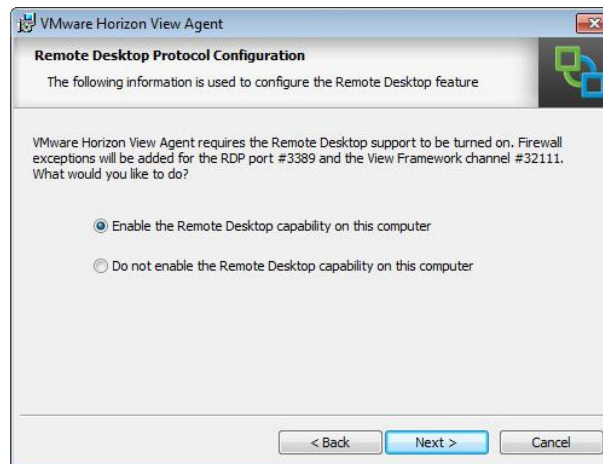 VMware Horizon View Agent
Remote Desktop Protocol Configuration
The following information is used to configure the Remote Desktop feature
VMware Horizon View Agent requires the Remote Desktop support to be turned on. Firewall
exceptions will be added for the RDP port #3389 and the View Framework channel #32111.
What would you like to do?
Enable the Remote Desktop capability on this computer
Do not enable the Remote Desktop capability on this computer
< Back
Next >
Cancel